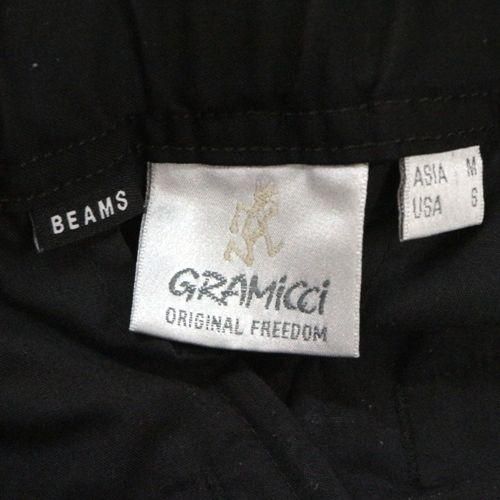 BEAMS
GRAMicci
ORIGINAL FREEDOM
ASIA M
USA S